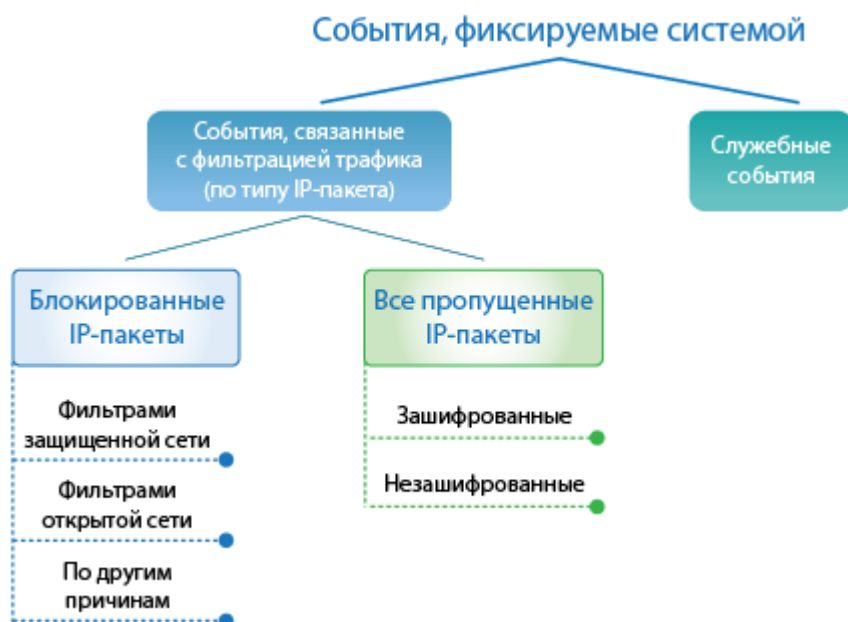 События, фиксируемые системой
События, связанные
с фильтрацией трафика
(по типу IP-пакета)
Служебные
события
Блокированные
IP-пакеты
Все пропущенные
IP-пакеты
Фильтрами
защищенной сети
Фильтрами
открытой сети
По другим
причинам
Зашифрованные
Незашифрованные